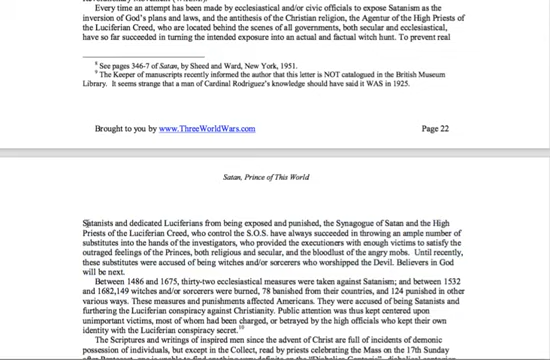 Every time an attempt has been made by ecclesiastical and/or civic officials to expose Satanism as the
inversion of God's plans and laws, and the antithesis of the Christian religion, the Agentur of the High Priests of
the Luciferian Creed, who are located behind the scenes of all governments, both secular and ecclesiastical,
have so far succeeded in turning the intended exposure into an actual and factual witch hunt. To prevent real
8 See pages 346-7 of Satan, by Sheed and Ward, New York, 1951.
9 The Keeper of manuscripts recently informed the author that this letter is NOT catalogued in the British Museum
Library. It seems strange that a man of Cardinal Rodriguez's knowledge should have said it WAS in 1925.
Brought to you by www.ThreeWorldWars.com Page 22
Satan, Prince of This World
Satanists and dedicated Luciferians from being exposed and punished, the Synagogue of Satan and the High
Priests of the Luciferian Creed, who control the S.O.S. have always succeeded in throwing an ample number of
substitutes into the hands of the investigators, who provided the executioners with enough victims to satisfy the
outraged feelings of the Princes, both religious and secular, and the bloodlust of the angry mobs. Until recently,
these substitutes were accused of being witches and/or sorcerers who worshipped the Devil. Believers in God
will be next.
Between 1486 and 1675, thirty-two ecclesiastical measures were taken against Satanism; and between 1532
and 1682,149 witches and/or sorcerers were burned, 78 banished from their countries, and 124 punished in other
various ways. These measures and punishments affected Americans. They were accused of being Satanists and
furthering the Luciferian conspiracy against Christianity. Public attention was thus kept centered upon
unimportant victims, most of whom had been charged, or betrayed by the high officials who kept their own
identity with the Luciferian conspiracy secret.10
The Scriptures and writings of inspired men since the advent of Christ are full of incidents of demonic
possession of individuals, but except in the Collect, read by priests celebrating the Mass on the 17th Sunday